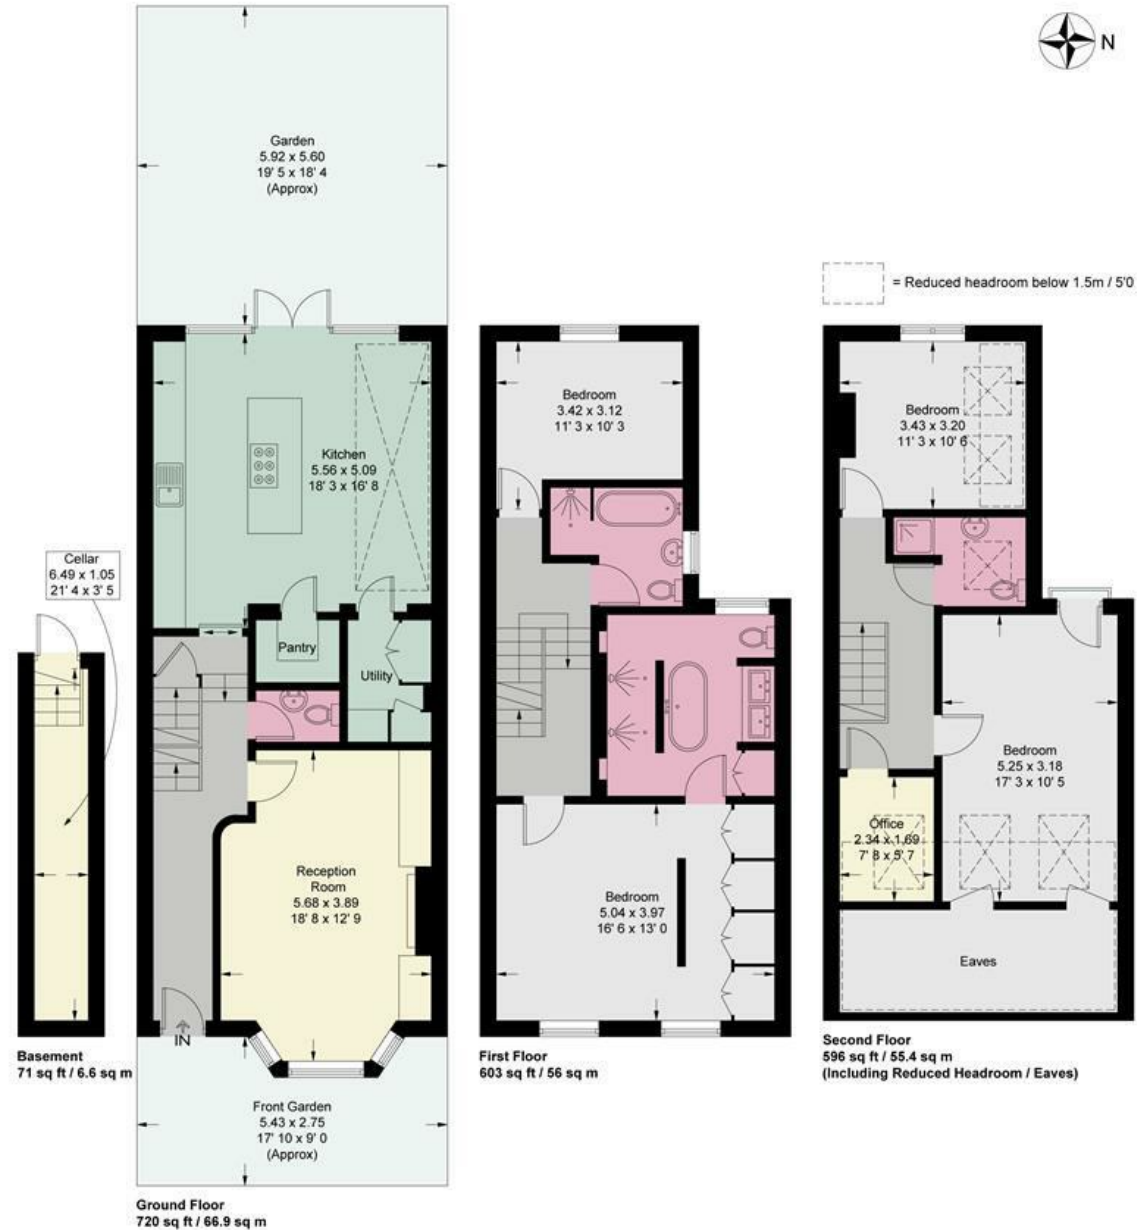 N
Garden
5.92 x 5.60
19' 5 x 18' 4
(Approx)
= Reduced headroom below 1.5m / 5'0
Kitchen
5.56 x 5.09
18' 3 x 16' 8
Pantry
Utility
Cellar
6.49 x 1.05
21' 4 x 3' 5
Reception
Room
5.68 x 3.89
18' 8 x 12' 9
IN
Basement
71 sq ft / 6.6 sq m
Front Garden
5.43 x 2.75
17' 10 x 9' 0
(Approx)
Ground Floor
720 sq ft / 66.9 sq m
Bedroom
3.42 x 3.12
11' 3 x 10' 3
Bedroom
5.04 x 3.97
16' 6 x 13' 0
First Floor
603 sq ft / 56 sq m
Bedroom
3.43 x 3.20
11' 3 x 10' 6
Bedroom
5.25 x 3.18
17' 3 x 10' 5
Office
2.34 x 1.69
7' 8 x 5' 7
Eaves
Second Floor
596 sq ft / 55.4 sq m
(Including Reduced Headroom / Eaves)